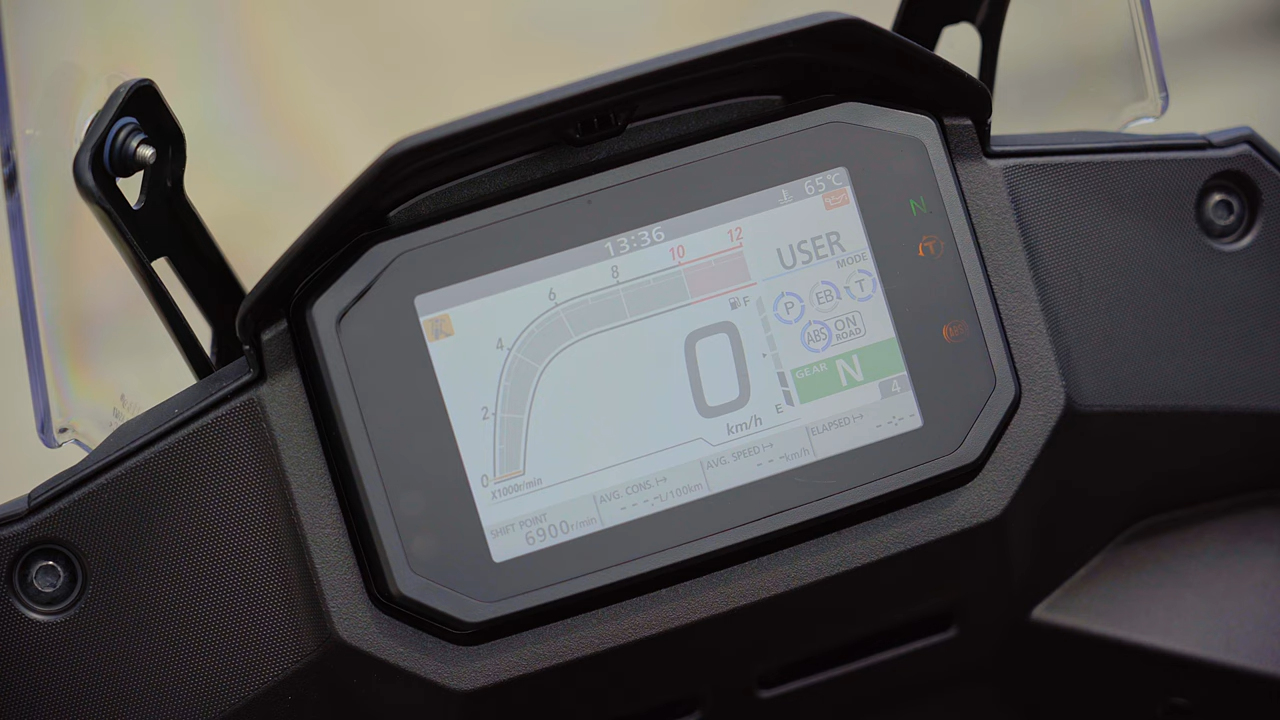 65℃
13:36
12
10
8
6
4
2
0
X1000r/min
USER
MODE
P EB T
ABS ON ROAD
F
E
0
km/h
GEAR N
4
N
T
ABS
SHIFT POINT
6900r/min
AVG. CONS.
- - -.-L/100km
AVG. SPEED
- - -km/h
ELAPSED
- -:- -